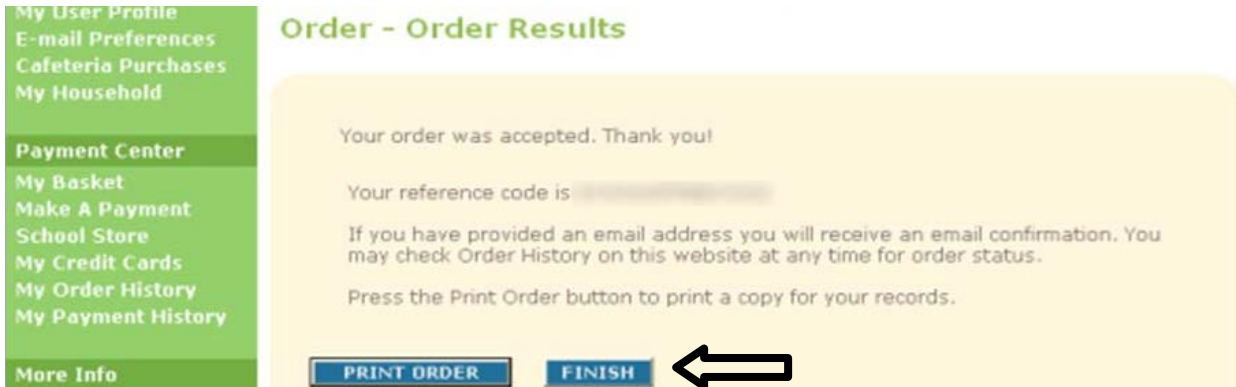 My User Profile
E-mail Preferences
Cafeteria Purchases
My Household
Payment Center
My Basket
Make A Payment
School Store
My Credit Cards
My Order History
My Payment History
More Info
Order - Order Results
Your order was accepted. Thank you!
Your reference code is
If you have provided an email address you will receive an email confirmation. You
may check Order History on this website at any time for order status.
Press the Print Order button to print a copy for your records.
PRINT ORDER
FINISH